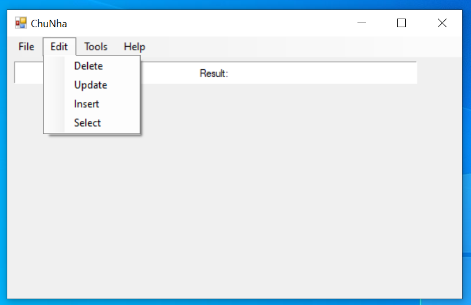 ChuNha
File Edit Tools Help
Result:
Delete
Update
Insert
Select